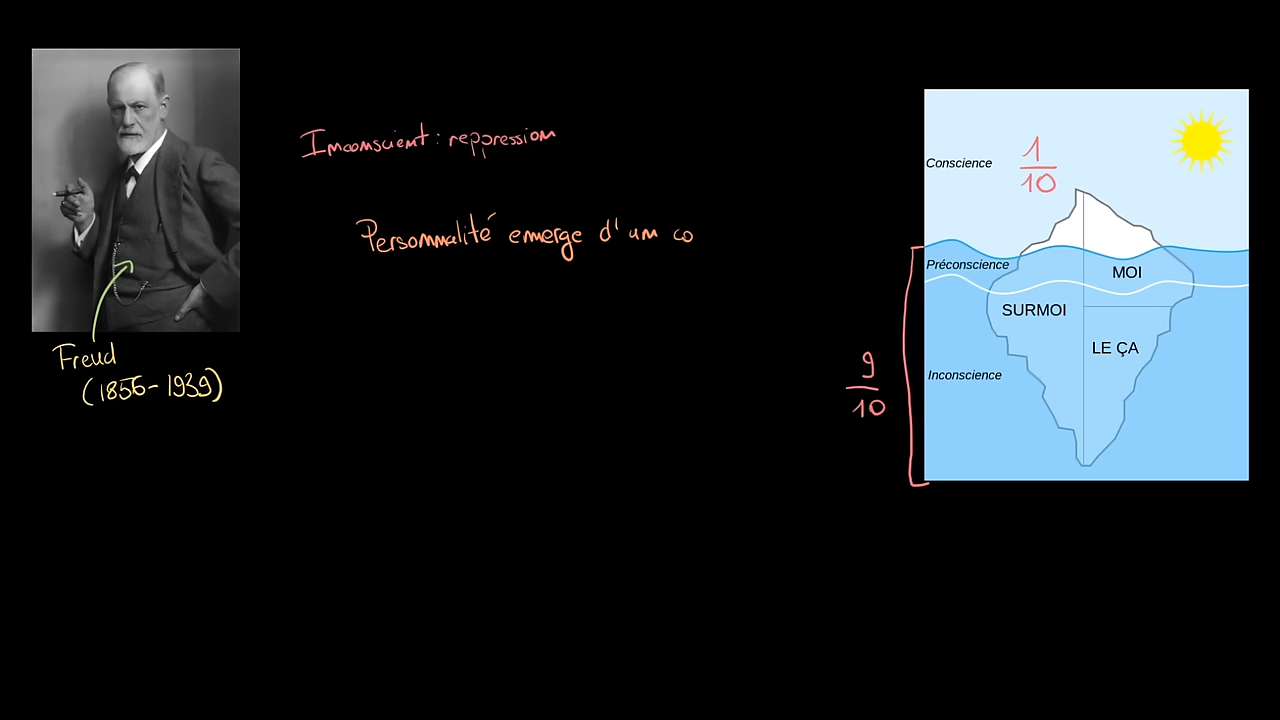 Inconscient : reppression
Personnalité emerge d'un co
Freud
(1856-1939)
Conscience
1
10
Préconscience
MOI
SURMOI
LE ÇA
9
10
Inconscience